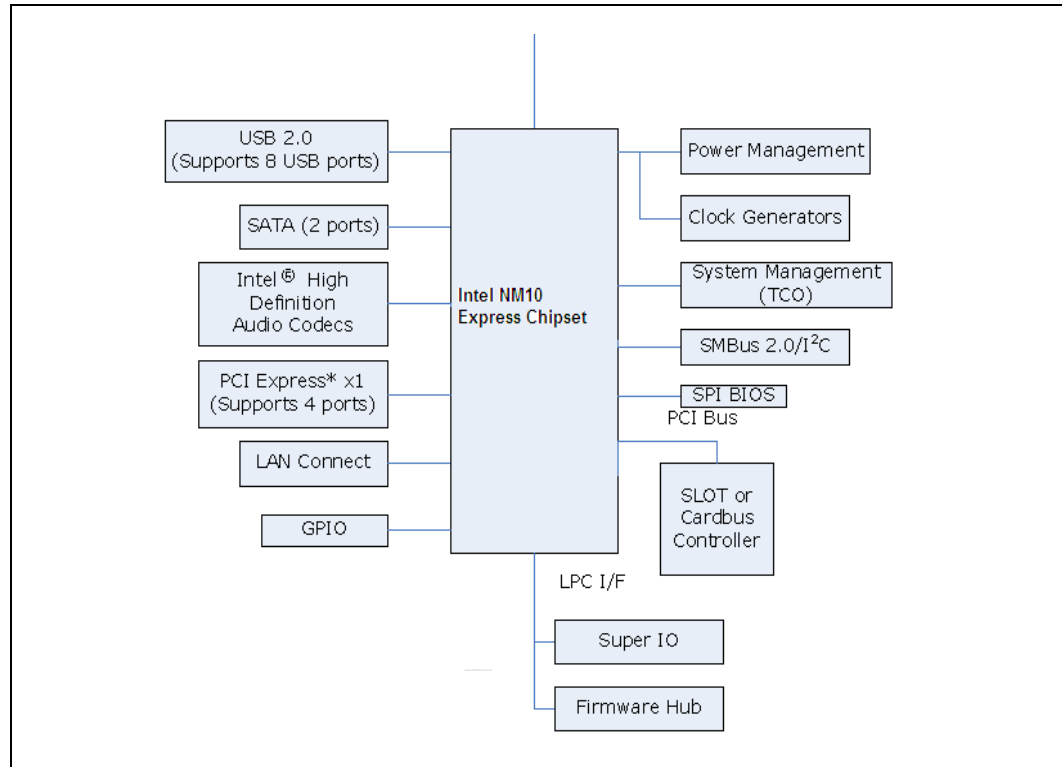 USB 2.0
(Supports 8 USB ports)
SATA (2 ports)
Intel® High
Definition
Audio Codecs
PCI Express* x1
(Supports 4 ports)
LAN Connect
GPIO
Intel NM10
Express Chipset
Power Management
Clock Generators
System Management
(TCO)
SMBus 2.0/I²C
SPI BIOS
PCI Bus
SLOT or
Cardbus
Controller
LPC I/F
Super IO
Firmware Hub